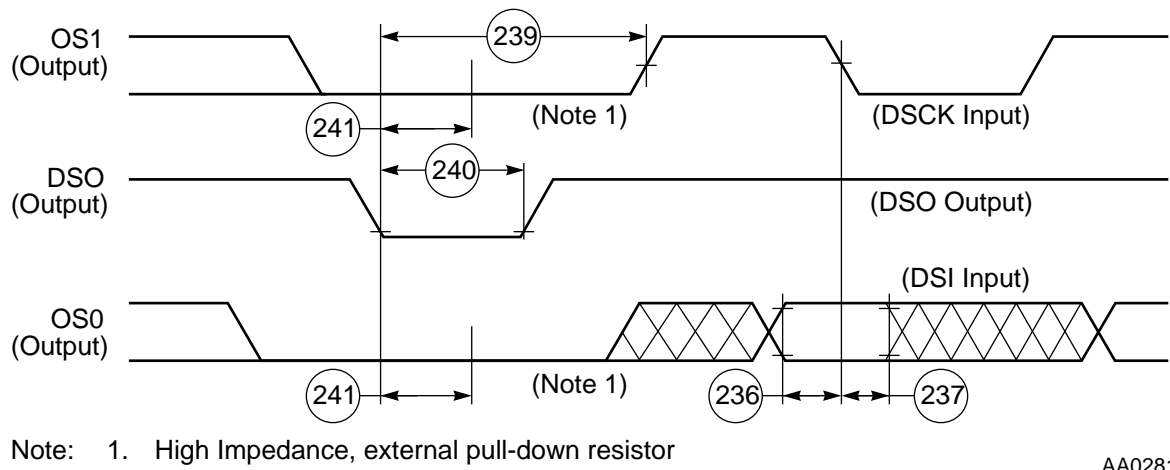 OS1
(Output)
239
(Note 1)
(DSCK Input)
241
240
DSO
(Output)
(DSO Output)
(DSI Input)
OS0
(Output)
(Note 1)
241
236
237
Note: 1. High Impedance, external pull-down resistor
AA0281